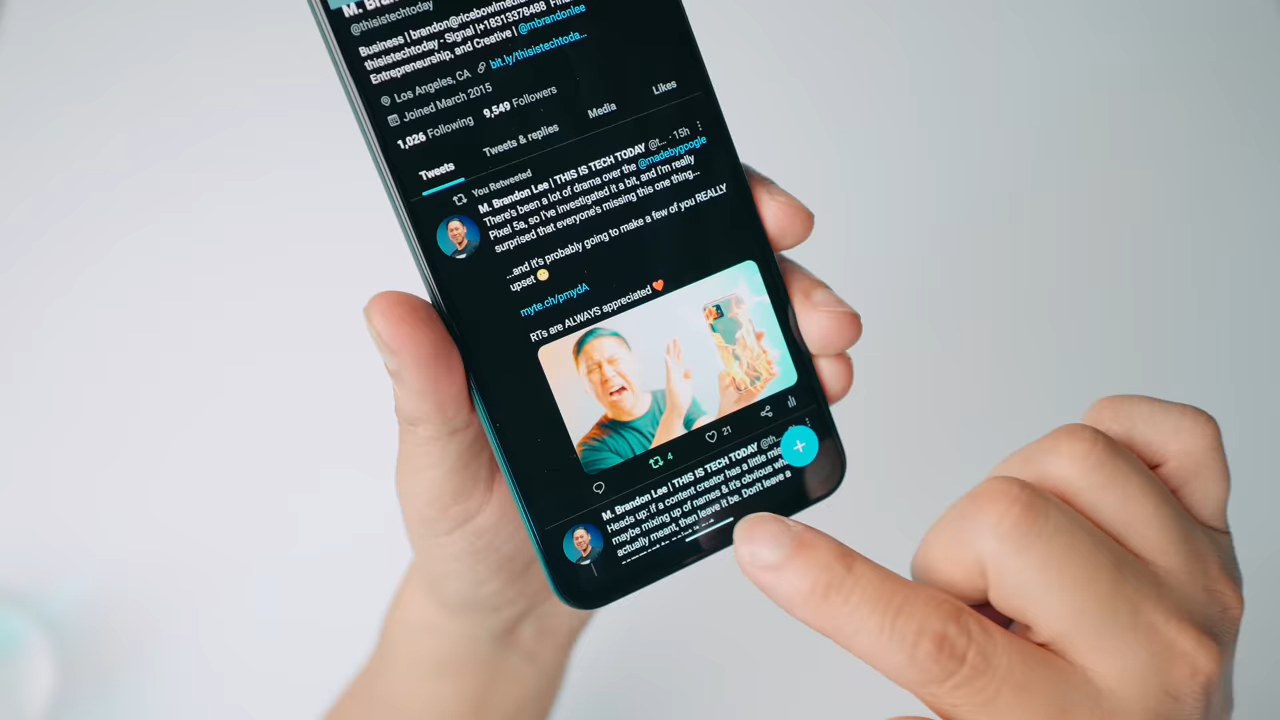 M. Bran
@thisistechtoday
Business | brandon@ricebowlmedia
thisistechtoday - Signal |+18313378488 Fina
Entrepreneurship, and Creative | @mbrandonlee
Los Angeles, CA bit.ly/thisistechtoda...
Joined March 2015
1,026 Following 9,549 Followers
Tweets Tweets & replies Media Likes
You Retweeted
M. Brandon Lee | THIS IS TECH TODAY @t... · 15h
There's been a lot of drama over the @madebygoogle
Pixel 5a, so I've investigated it a bit, and I'm really
surprised that everyone's missing this one thing...
...and it's probably going to make a few of you REALLY
upset 😬
myte.ch/pmydA
RTs are ALWAYS appreciated ❤️
4 21
M. Brandon Lee | THIS IS TECH TODAY @th...
Heads up: if a content creator has a little mis
maybe mixing up of names & it's obvious wh
actually meant, then leave it be. Don't leave a